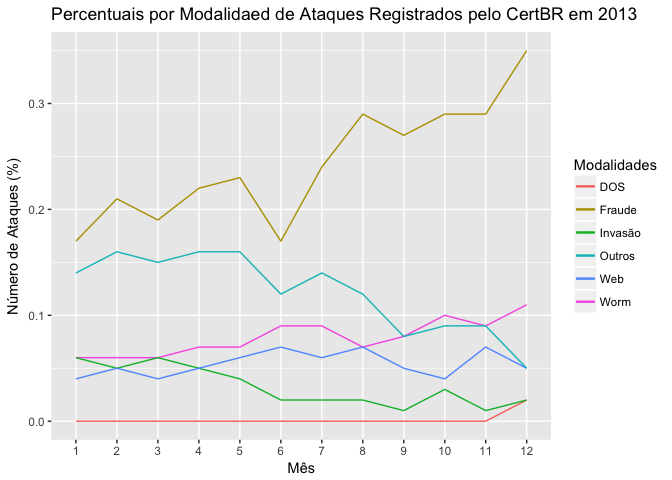 Percentuais por Modalidaed de Ataques Registrados pelo CertBR em 2013
Número de Ataques (%)
0.3
0.2
0.1
0.0
1 2 3 4 5 6 7 8 9 10 11 12
Mês
Modalidades
DOS
Fraude
Invasão
Outros
Web
Worm